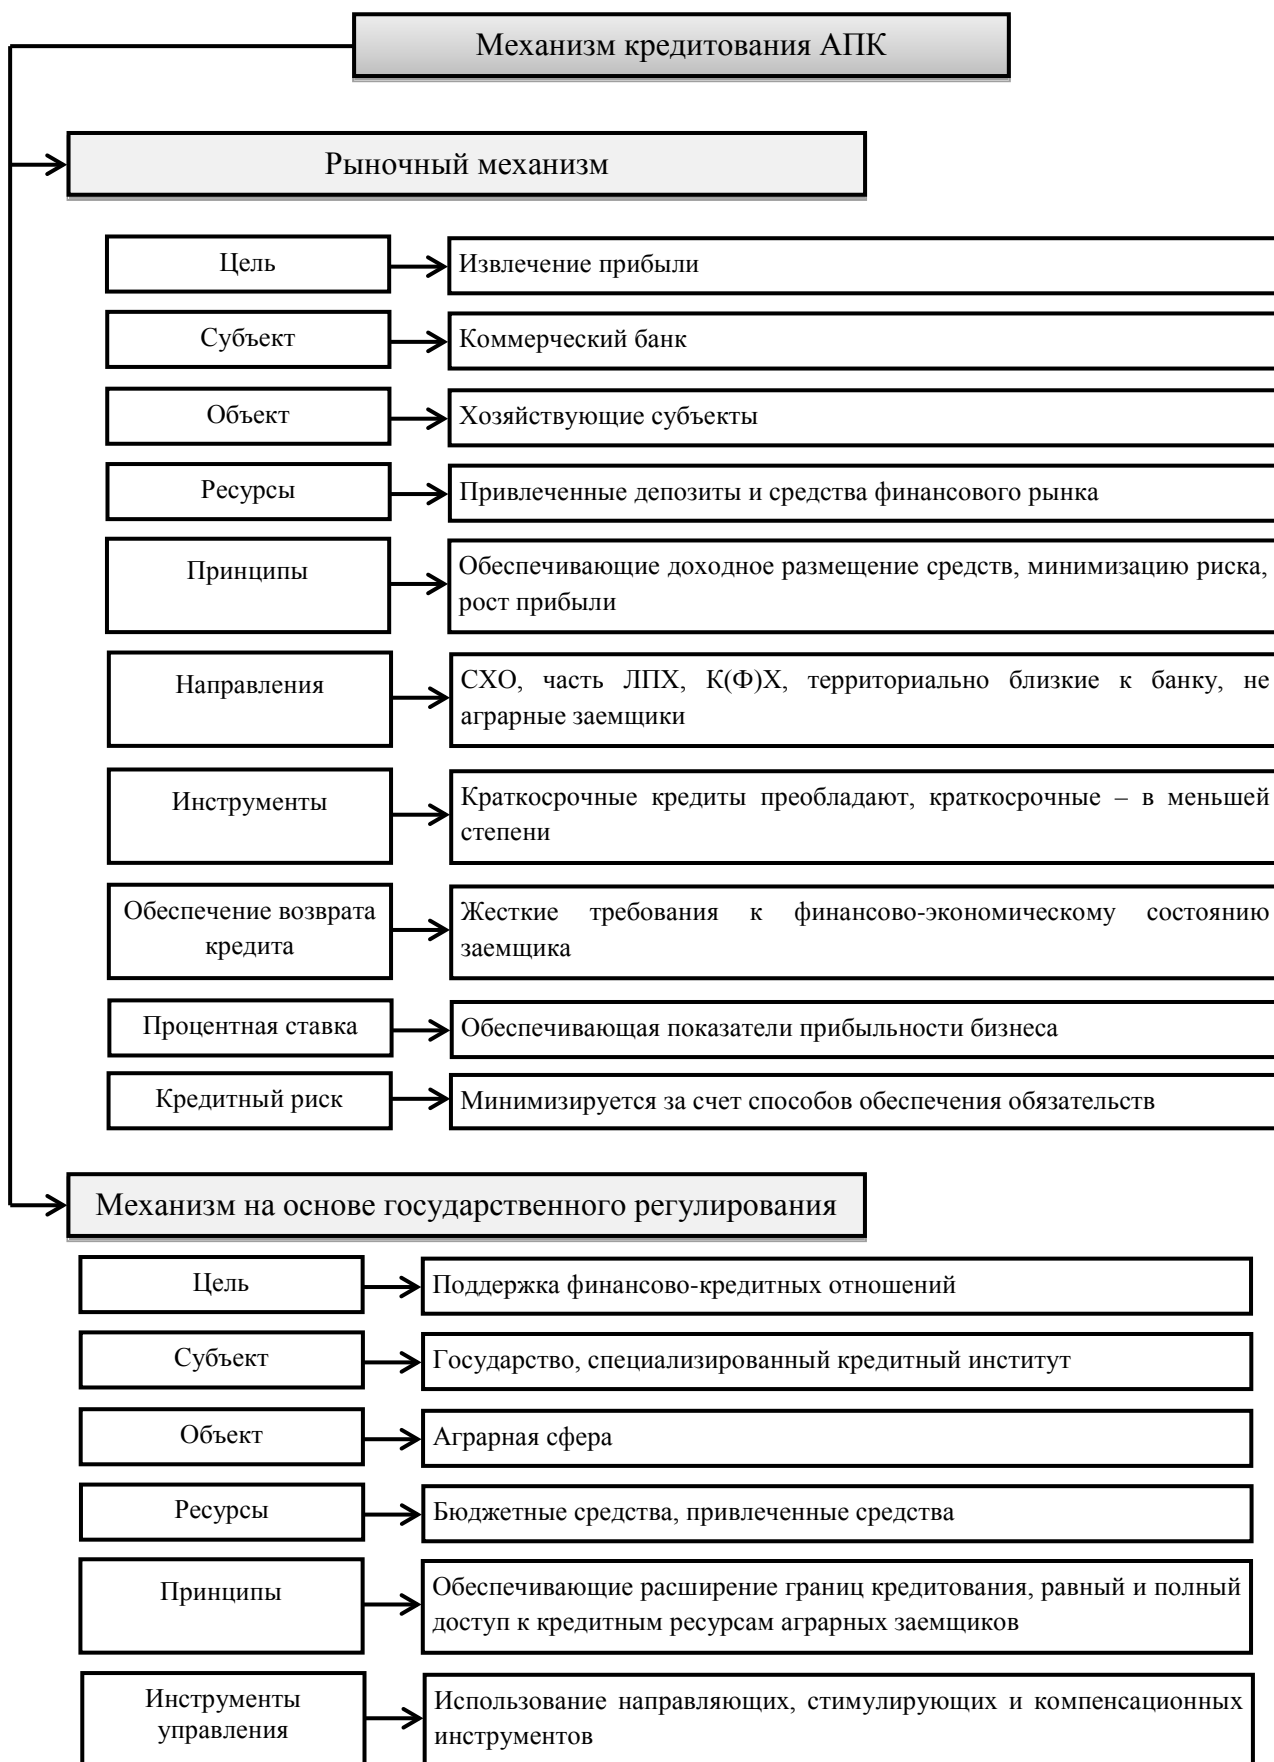 Механизм кредитования АПК
Рыночный механизм
Цель
Извлечение прибыли
Субъект
Коммерческий банк
Объект
Хозяйствующие субъекты
Ресурсы
Привлеченные депозиты и средства финансового рынка
Принципы
Обеспечивающие доходное размещение средств, минимизацию риска,
рост прибыли
Направления
СХО, часть ЛПХ, К(Ф)Х, территориально близкие к банку, не
аграрные заемщики
Инструменты
Краткосрочные кредиты преобладают, краткосрочные – в меньшей
степени
Обеспечение возврата
кредита
Жесткие требования к финансово-экономическому состоянию
заемщика
Процентная ставка
Обеспечивающая показатели прибыльности бизнеса
Кредитный риск
Минимизируется за счет способов обеспечения обязательств
Механизм на основе государственного регулирования
Цель
Поддержка финансово-кредитных отношений
Субъект
Государство, специализированный кредитный институт
Объект
Аграрная сфера
Ресурсы
Бюджетные средства, привлеченные средства
Принципы
Обеспечивающие расширение границ кредитования, равный и полный
доступ к кредитным ресурсам аграрных заемщиков
Инструменты
управления
Использование направляющих, стимулирующих и компенсационных
инструментов